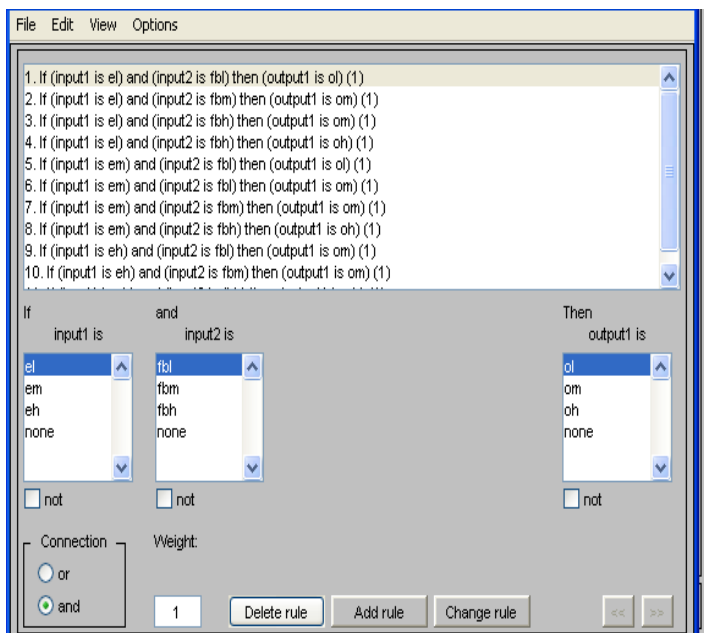 File Edit View Options
1. If (input1 is el) and (input2 is fbl) then (output1 is ol) (1)
2. If (input1 is el) and (input2 is fbm) then (output1 is om) (1)
3. If (input1 is el) and (input2 is fbh) then (output1 is om) (1)
4. If (input1 is el) and (input2 is fbh) then (output1 is oh) (1)
5. If (input1 is em) and (input2 is fbl) then (output1 is ol) (1)
6. If (input1 is em) and (input2 is fbl) then (output1 is om) (1)
7. If (input1 is em) and (input2 is fbm) then (output1 is om) (1)
8. If (input1 is em) and (input2 is fbh) then (output1 is oh) (1)
9. If (input1 is eh) and (input2 is fbl) then (output1 is om) (1)
10. If (input1 is eh) and (input2 is fbm) then (output1 is om) (1)
If and Then
input1 is input2 is output1 is
el fbl ol
em fbm om
eh fbh oh
none none none
not not not
Connection Weight:
or
and 1 Delete rule Add rule Change rule << >>